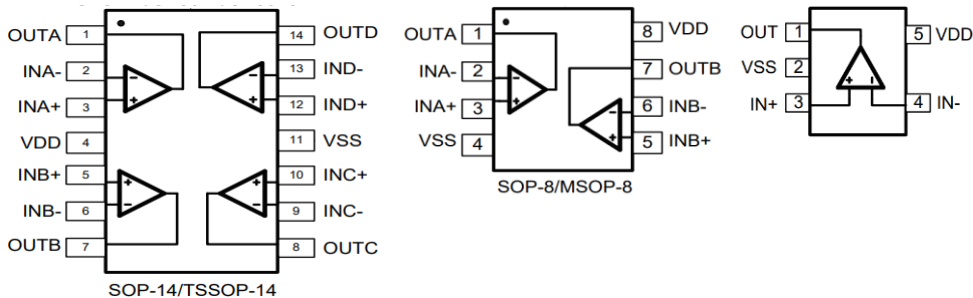 OUTA 1 14 OUTD
INA- 2 - - 13 IND-
INA+ 3 + + 12 IND+
VDD 4 11 VSS
INB+ 5 + + 10 INC+
INB- 6 - - 9 INC-
OUTB 7 8 OUTC
SOP-14/TSSOP-14
OUTA 1 8 VDD
INA- 2 - 7 OUTB
INA+ 3 + - 6 INB-
VSS 4 + 5 INB+
SOP-8/MSOP-8
OUT 1 5 VDD
VSS 2
IN+ 3 + - 4 IN-